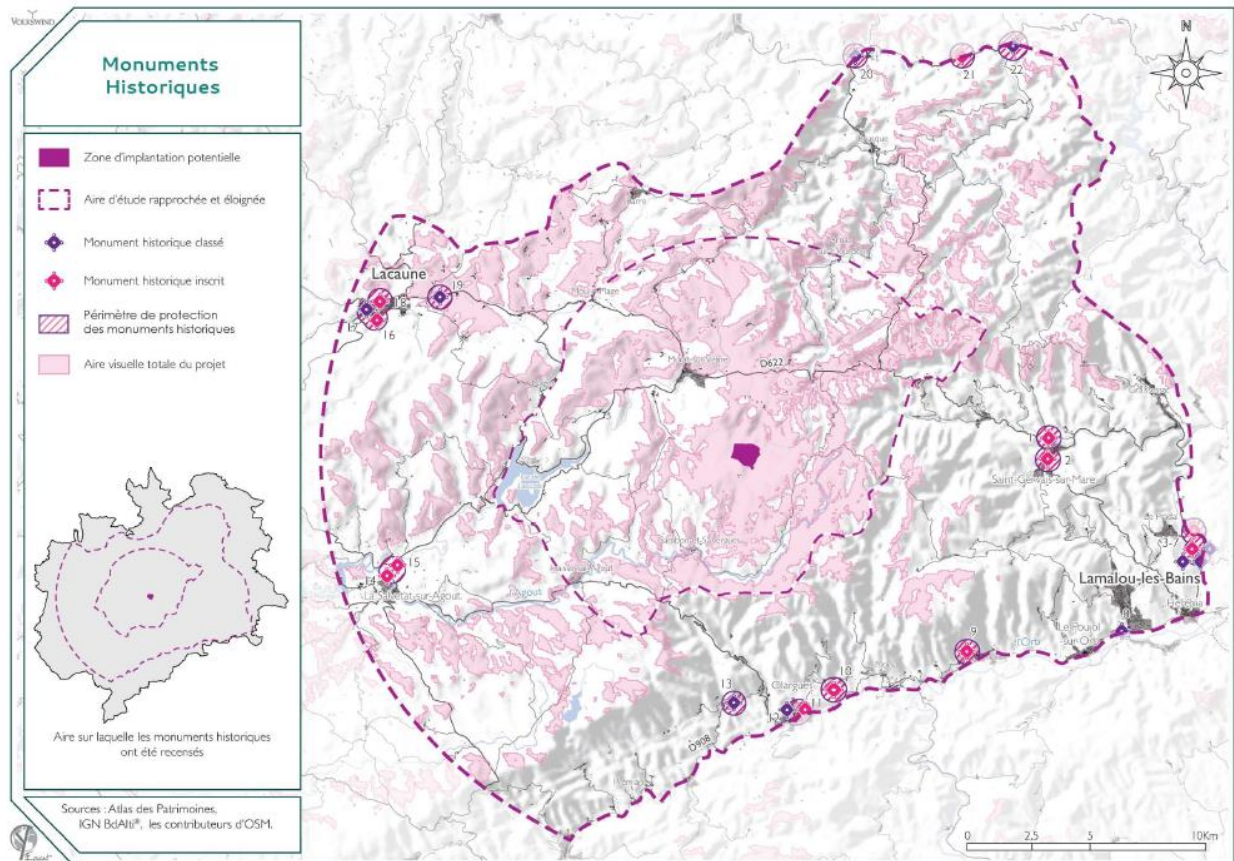 VOLKSWIND
Monuments
Historiques
Zone d'implantation potentielle
Aire d'étude rapprochée et éloignée
Monument historique classé
Monument historique inscrit
Périmètre de protection
des monuments historiques
Aire visuelle totale du projet
Aire sur laquelle les monuments historiques
ont été recensés
Sources : Atlas des Patrimoines,
IGN BdAlti®, les contributeurs d'OSM.
N
20
21
22
Lacaune
19
18
17
16
D622
1
2
Saint-Gervais-sur-Mare
3-7
Lamalou-les-Bains
Hérépia
8
Le Poujol
-sur-Orb
l'Orb
9
10
Olargues
11
12
13
D908
14
15
La Salvetat-sur-Agout
l'Agout
0
2,5
5
10Km